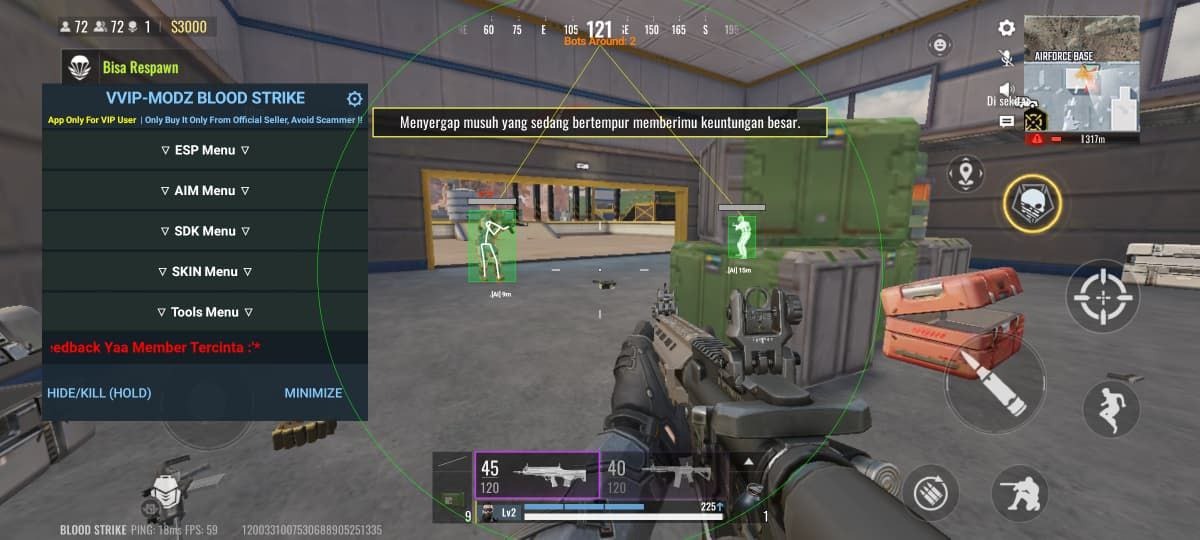 72 72 1 S3000
60 75 E 105 121 SE 150 165 S 195
Bots Around: 2
Bisa Respawn
AIRFORCE BASE
VVIP-MODZ BLOOD STRIKE
App Only For VIP User | Only Buy It Only From Official Seller, Avoid Scammer !!
Menyergap musuh yang sedang bertempur memberimu keuntungan besar.
317m
▽ ESP Menu ▽
▽ AIM Menu ▽
▽ SDK Menu ▽
▽ SKIN Menu ▽
▽ Tools Menu ▽
[AI] 15m
.[AI] 9m
eedback Yaa Member Tercinta :'*
HIDE/KILL (HOLD) MINIMIZE
45 40
120 120
9 Lv2 225 1
BLOOD STRIKE PING: 18ms FPS: 59 1200331007530688905251335